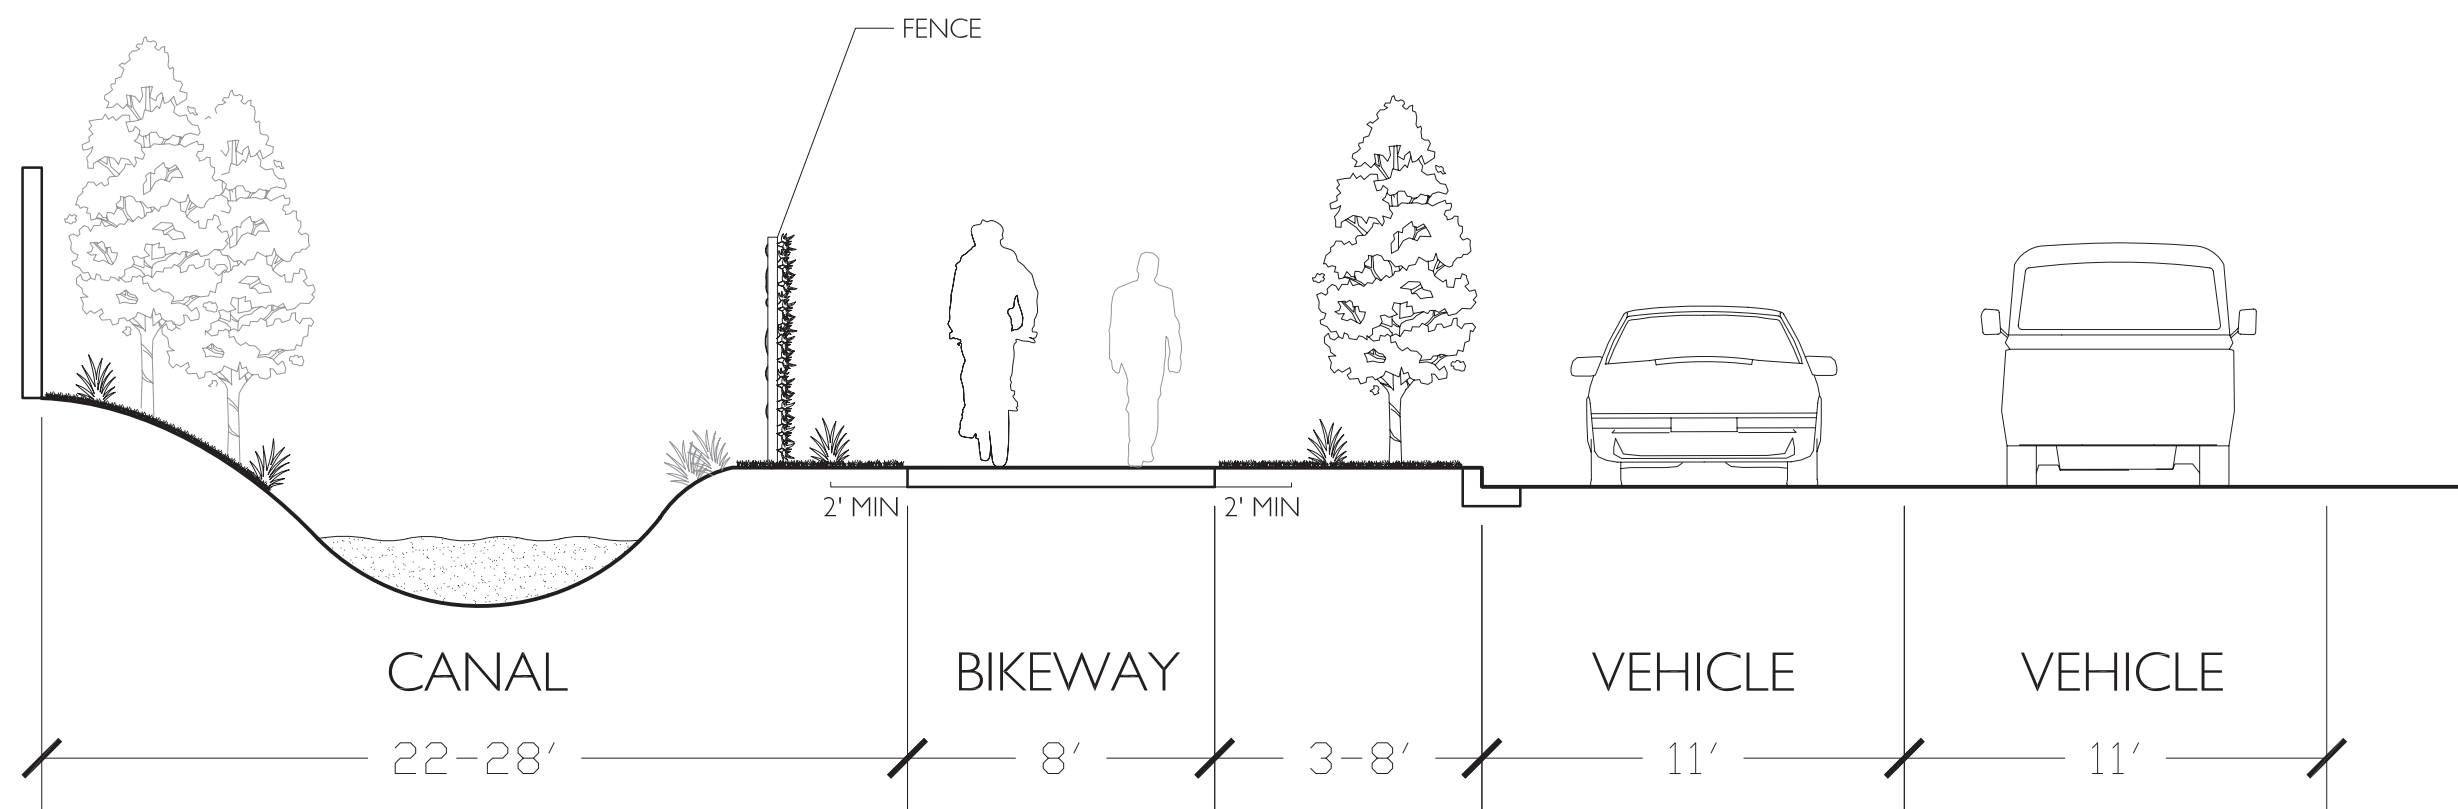 FENCE
2' MIN
2' MIN
CANAL
BIKEWAY
VEHICLE
VEHICLE
22-28'
8'
3-8'
11'
11'